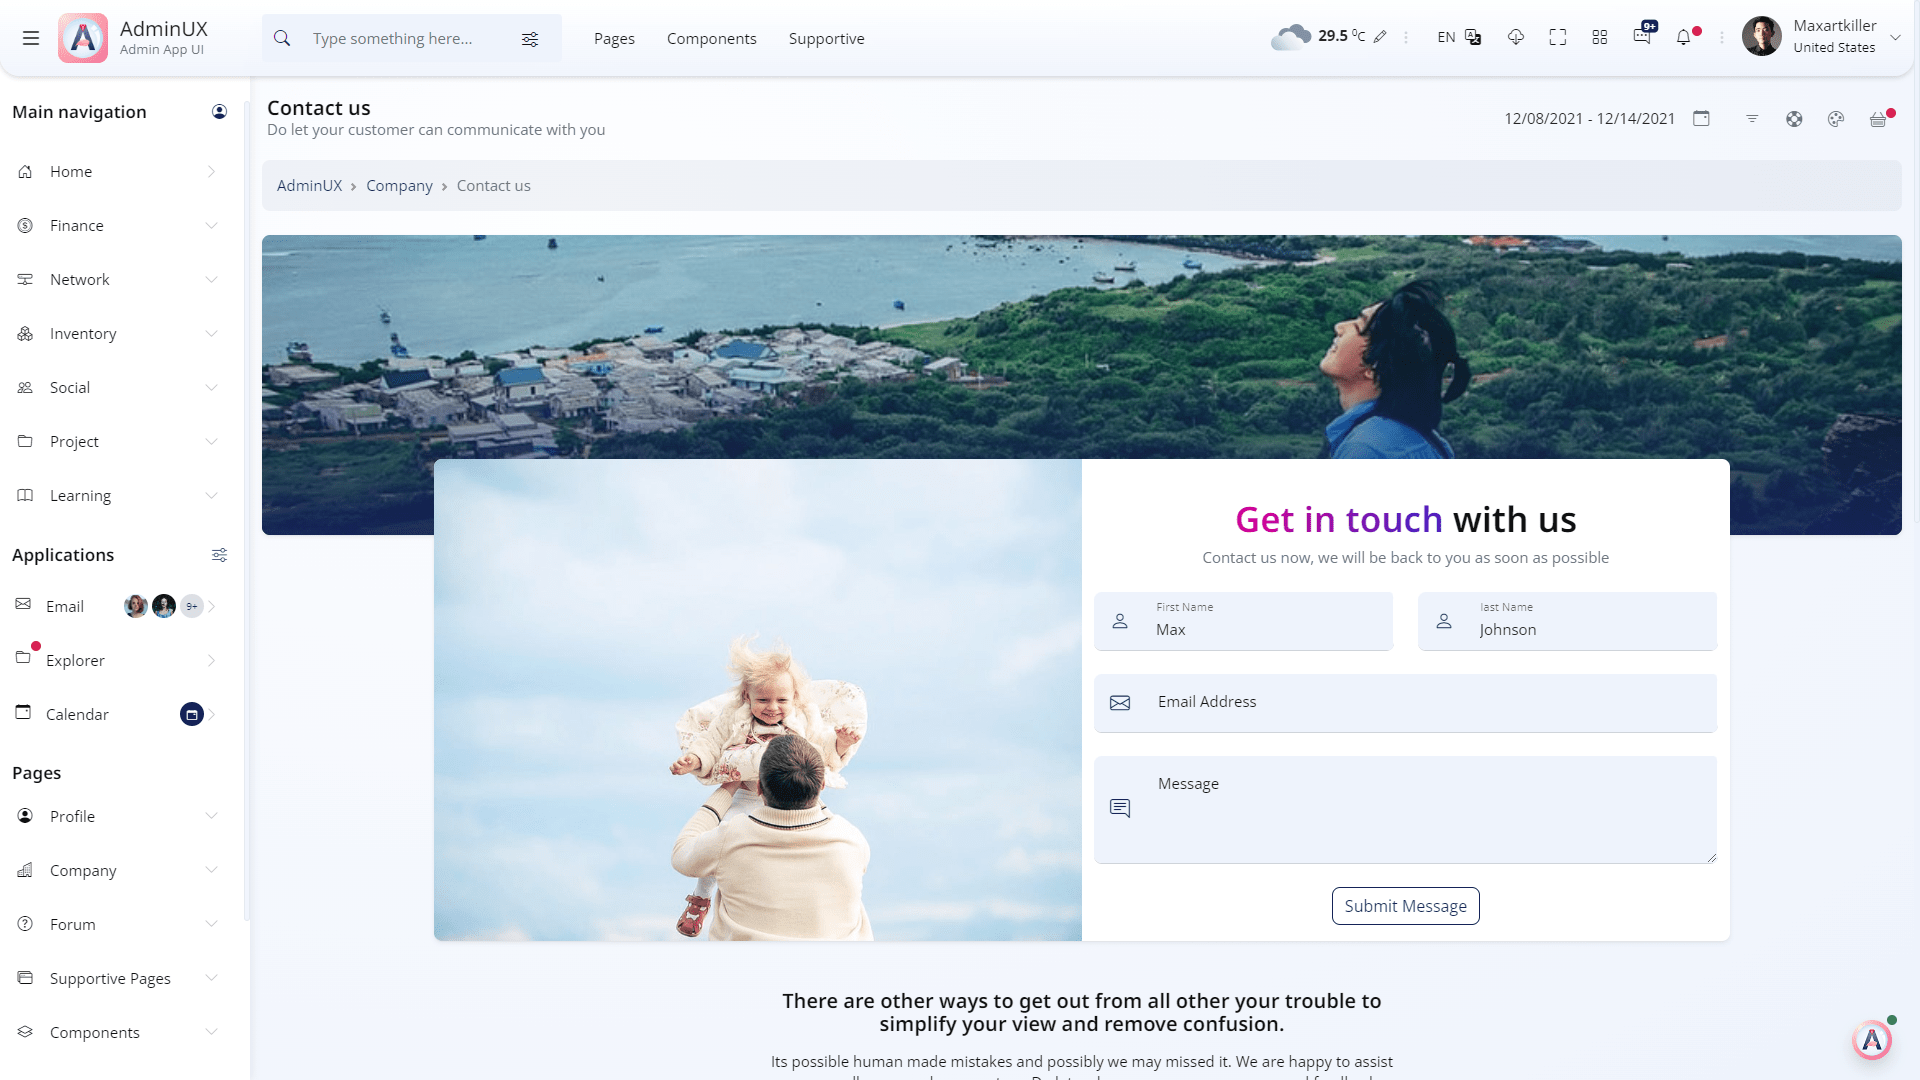 AdminUX
Admin App UI
Type something here...
Pages
Components
Supportive
29.5 °C
EN
9+
Maxartkiller
United States
Main navigation
Home
Finance
Network
Inventory
Social
Project
Learning
Applications
Email
9+
Explorer
Calendar
Pages
Profile
Company
Forum
Supportive Pages
Components
Contact us
Do let your customer can communicate with you
12/08/2021 - 12/14/2021
AdminUX › Company › Contact us
Get in touch with us
Contact us now, we will be back to you as soon as possible
First Name
Max
last Name
Johnson
Email Address
Message
Submit Message
There are other ways to get out from all other your trouble to
simplify your view and remove confusion.
Its possible human made mistakes and possibly we may missed it. We are happy to assist